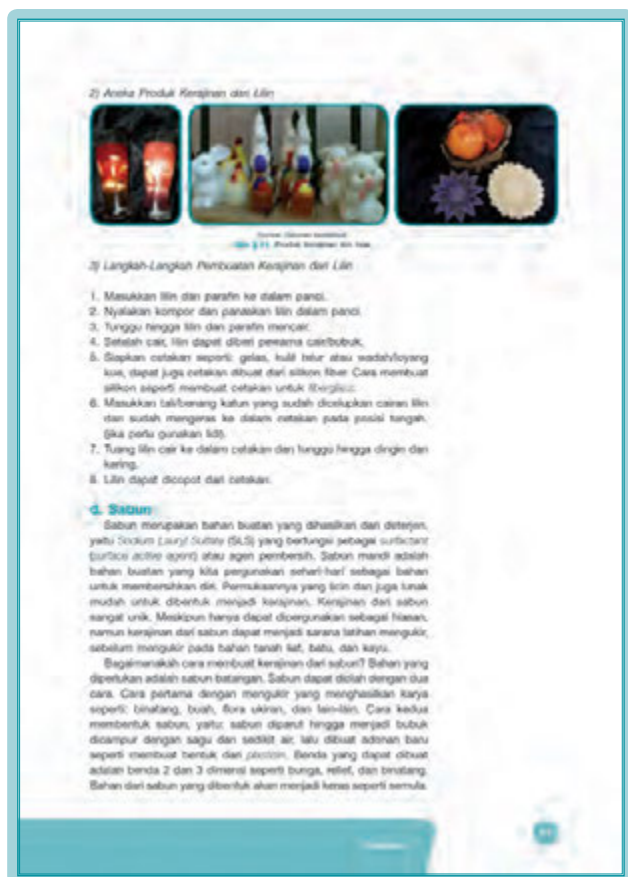 2) Aneka Produk Kerajinan dari Lilin
Produk kerajinan dari lilin
3) Langkah-Langkah Pembuatan Kerajinan dari Lilin
1. Masukkan lilin dan parafin ke dalam panci.
2. Nyalakan kompor dan panaskan lilin dalam panci.
3. Tunggu hingga lilin dan parafin mencair.
4. Setelah cair, lilin dapat diberi pewarna cair/bubuk.
5. Siapkan cetakan seperti: gelas, kulit telur atau wadah/loyang
kue, dapat juga cetakan dibuat dari silikon fiber. Cara membuat
silikon seperti membuat cetakan untuk fiberglass.
6. Masukkan tali/benang katun yang sudah dicelupkan cairan lilin
dan sudah mengeras ke dalam cetakan pada posisi tengah.
(jika perlu gunakan lidi).
7. Tuang lilin cair ke dalam cetakan dan tunggu hingga dingin dan
kering.
8. Lilin dapat dicopot dari cetakan.
d. Sabun
Sabun merupakan bahan buatan yang dihasilkan dari deterjen,
yaitu Sodium Lauryl Sulfate (SLS) yang berfungsi sebagai surfactant
(surface active agent) atau agen pembersih. Sabun mandi adalah
bahan buatan yang kita pergunakan sehari-hari sebagai bahan
untuk membersihkan diri. Permukaannya yang licin dan juga lunak
mudah untuk dibentuk menjadi kerajinan. Kerajinan dari sabun
sangat unik. Meskipun hanya dapat dipergunakan sebagai hiasan,
namun kerajinan dari sabun dapat menjadi sarana latihan mengukir,
sebelum mengukir pada bahan tanah liat, batu, dan kayu.
Bagaimanakah cara membuat kerajinan dari sabun? Bahan yang
diperlukan adalah sabun batangan. Sabun dapat diolah dengan dua
cara. Cara pertama dengan mengukir yang menghasilkan karya
seperti: binatang, buah, flora ukiran, dan lain-lain. Cara kedua
membentuk sabun, yaitu: sabun diparut hingga menjadi bubuk
dicampur dengan sagu dan sedikit air, lalu dibuat adonan baru
seperti membuat bentuk dari plastisin. Benda yang dapat dibuat
adalah benda 2 dan 3 dimensi seperti bunga, relief, dan binatang.
Bahan dari sabun yang dibentuk akan menjadi keras seperti semula.